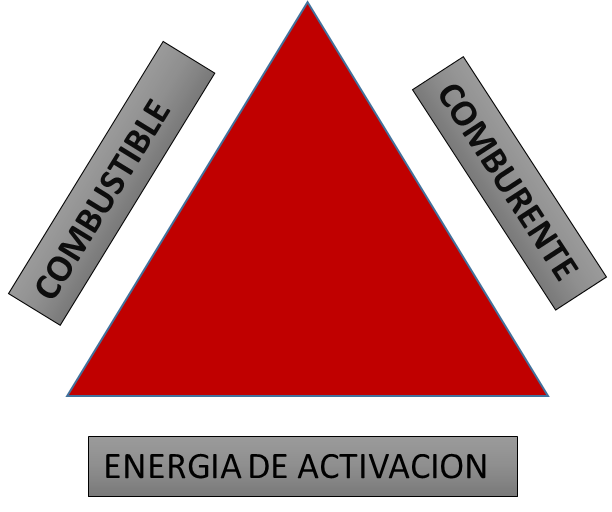 COMBUSTIBLE
COMBURENTE
ENERGIA DE ACTIVACION